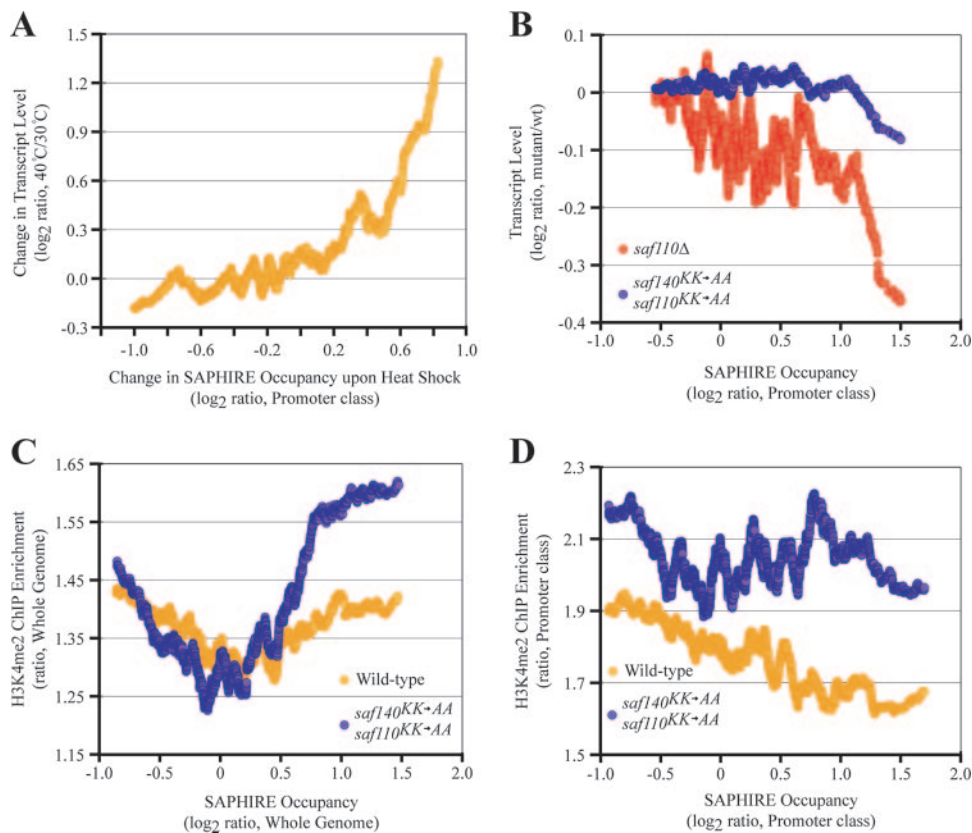 A
1.5
1.2
0.9
0.6
0.3
0.0
-0.3
-1.0
-0.6
-0.2
0.2
0.6
1.0
Change in Transcript Level
(log2 ratio, 40°C/30°C)
Change in SAPHIRE Occupancy upon Heat Shock
(log2 ratio, Promoter class)
B
0.1
0
-0.1
-0.2
-0.3
-0.4
-1.0
-0.5
0
0.5
1.0
1.5
2.0
Transcript Level
(log2 ratio, mutant/wt)
saf110Δ
saf140KK→AA
saf110KK→AA
SAPHIRE Occupancy
(log2 ratio, Promoter class)
C
1.65
1.55
1.45
1.35
1.25
1.15
-1.0
-0.5
0
0.5
1.0
1.5
2.0
H3K4me2 ChIP Enrichment
(ratio, Whole Genome)
Wild-type
saf140KK→AA
saf110KK→AA
SAPHIRE Occupancy
(log2 ratio, Whole Genome)
D
2.3
2.1
1.9
1.7
1.5
-1.0
-0.5
0
0.5
1.0
1.5
2.0
H3K4me2 ChIP Enrichment
(ratio, Promoter class)
Wild-type
saf140KK→AA
saf110KK→AA
SAPHIRE Occupancy
(log2 ratio, Promoter class)